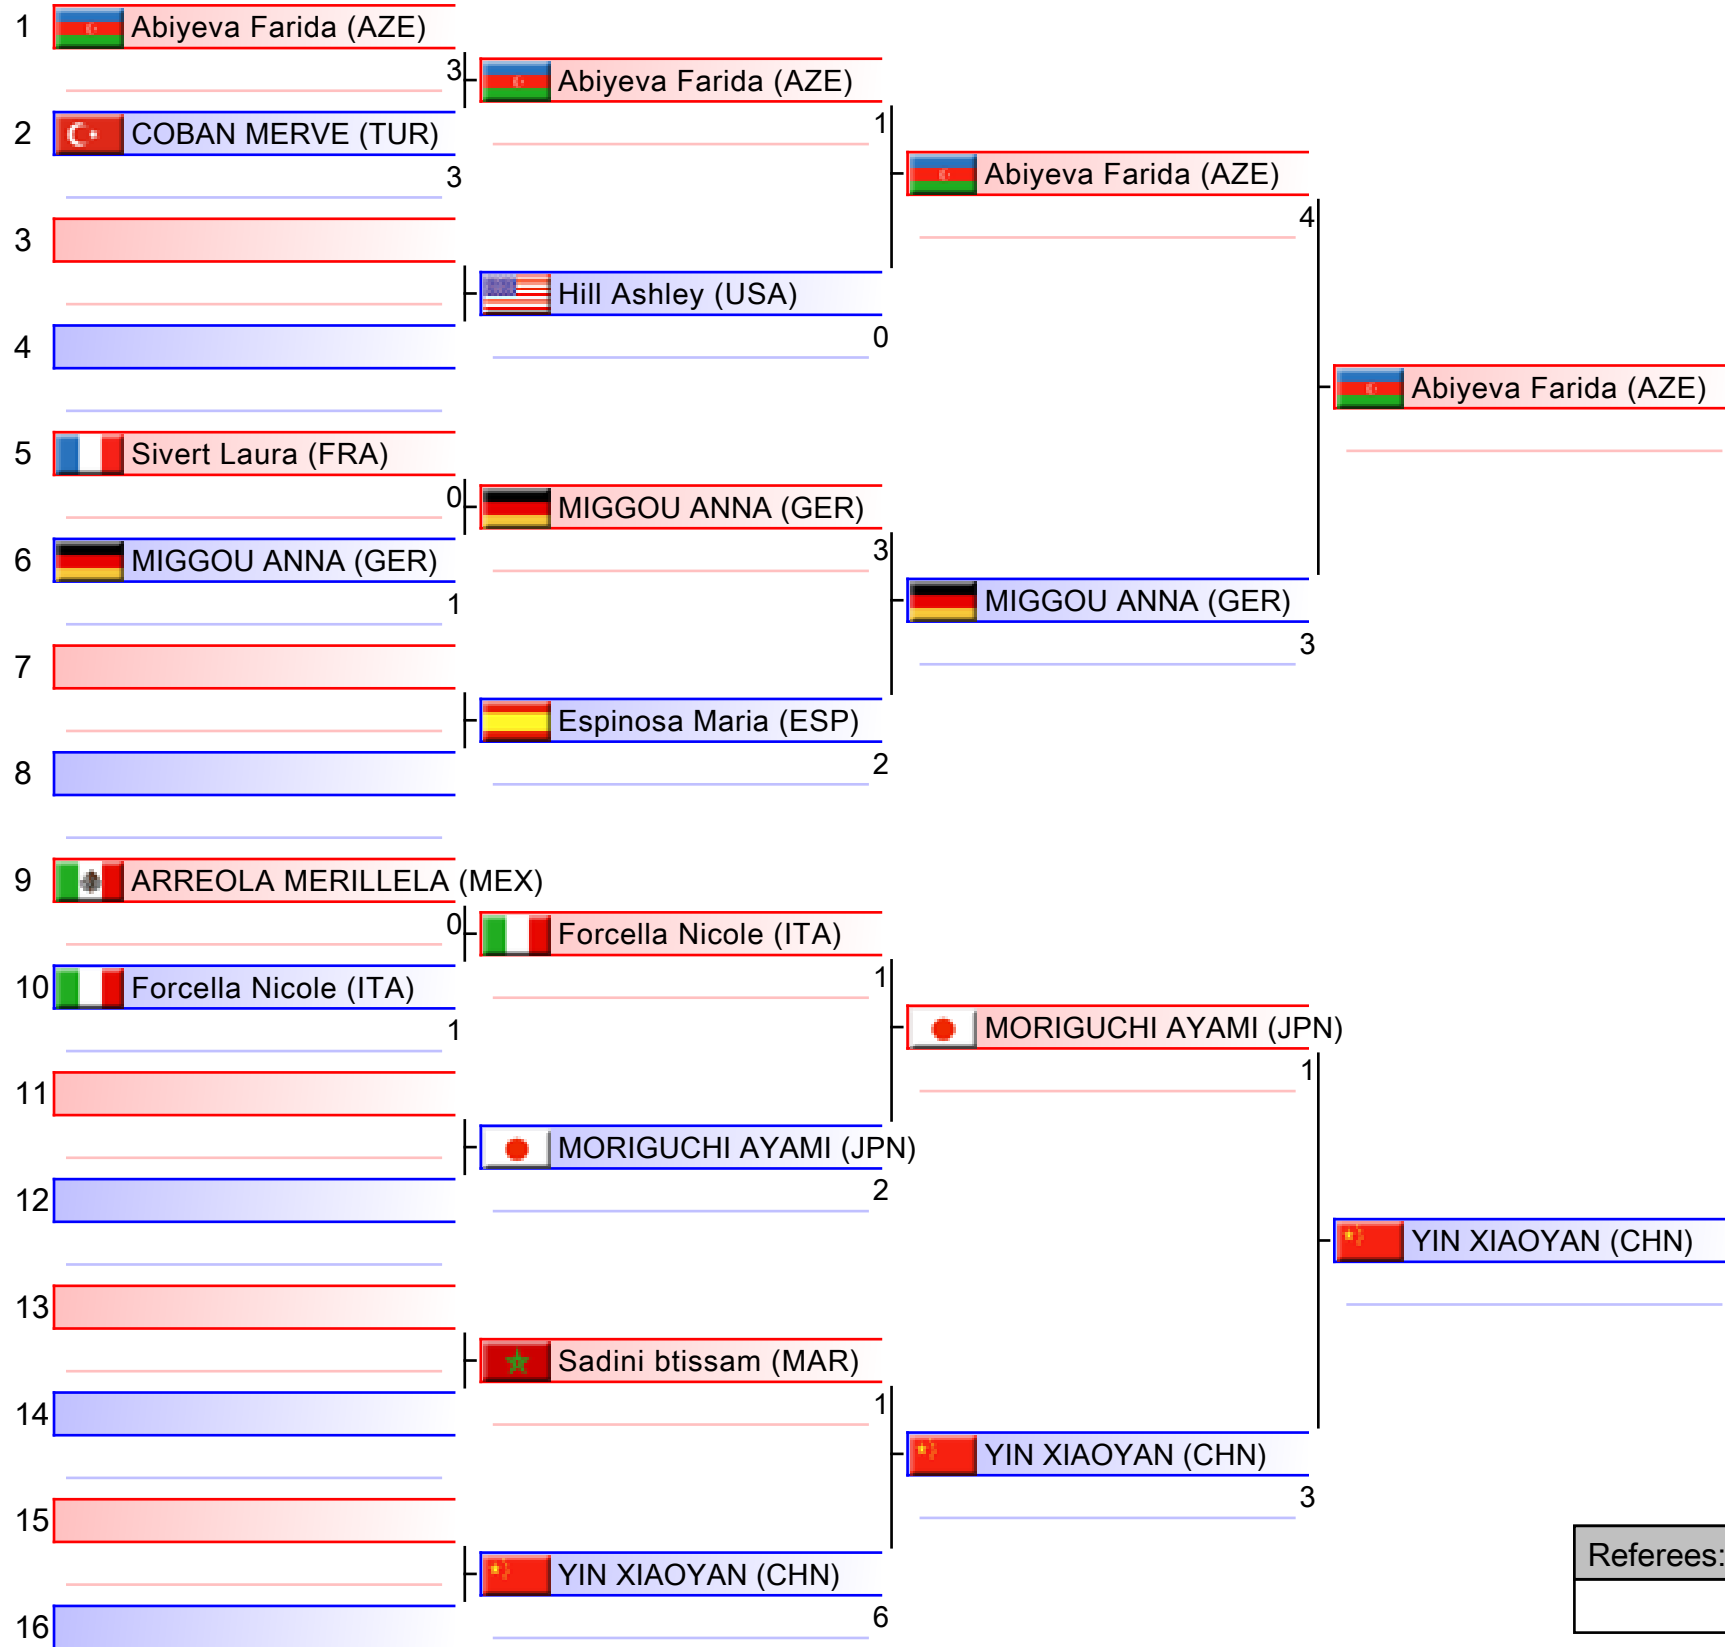 1 Abiyeva Farida (AZE)
3 Abiyeva Farida (AZE)
2 COBAN MERVE (TUR)
1
Abiyeva Farida (AZE)
3
4
3
Hill Ashley (USA)
0
4
Abiyeva Farida (AZE)
5 Sivert Laura (FRA)
0 MIGGOU ANNA (GER)
6 MIGGOU ANNA (GER)
3
1
MIGGOU ANNA (GER)
3
7
Espinosa Maria (ESP)
2
8
9 ARREOLA MERILLELA (MEX)
0 Forcella Nicole (ITA)
10 Forcella Nicole (ITA)
1
1
MORIGUCHI AYAMI (JPN)
1
11
MORIGUCHI AYAMI (JPN)
2
12
YIN XIAOYAN (CHN)
13
Sadini btissam (MAR)
1
14
YIN XIAOYAN (CHN)
3
15
Referees:
YIN XIAOYAN (CHN)
6
16